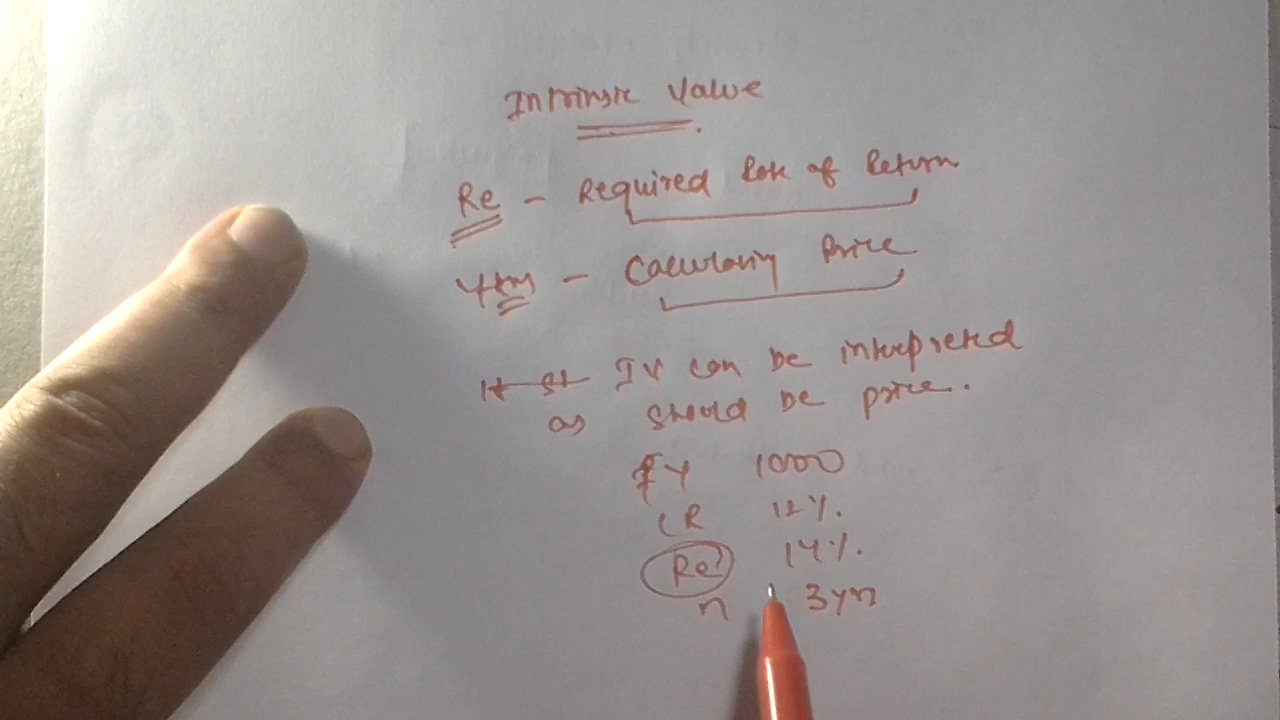 Intrinsic Value
Re - Required Rate of Return
YTM - Calculating Price
IV can be interpreted
as should be price.
FV 1000
CR 12%.
Re 14%.
n 3yrs